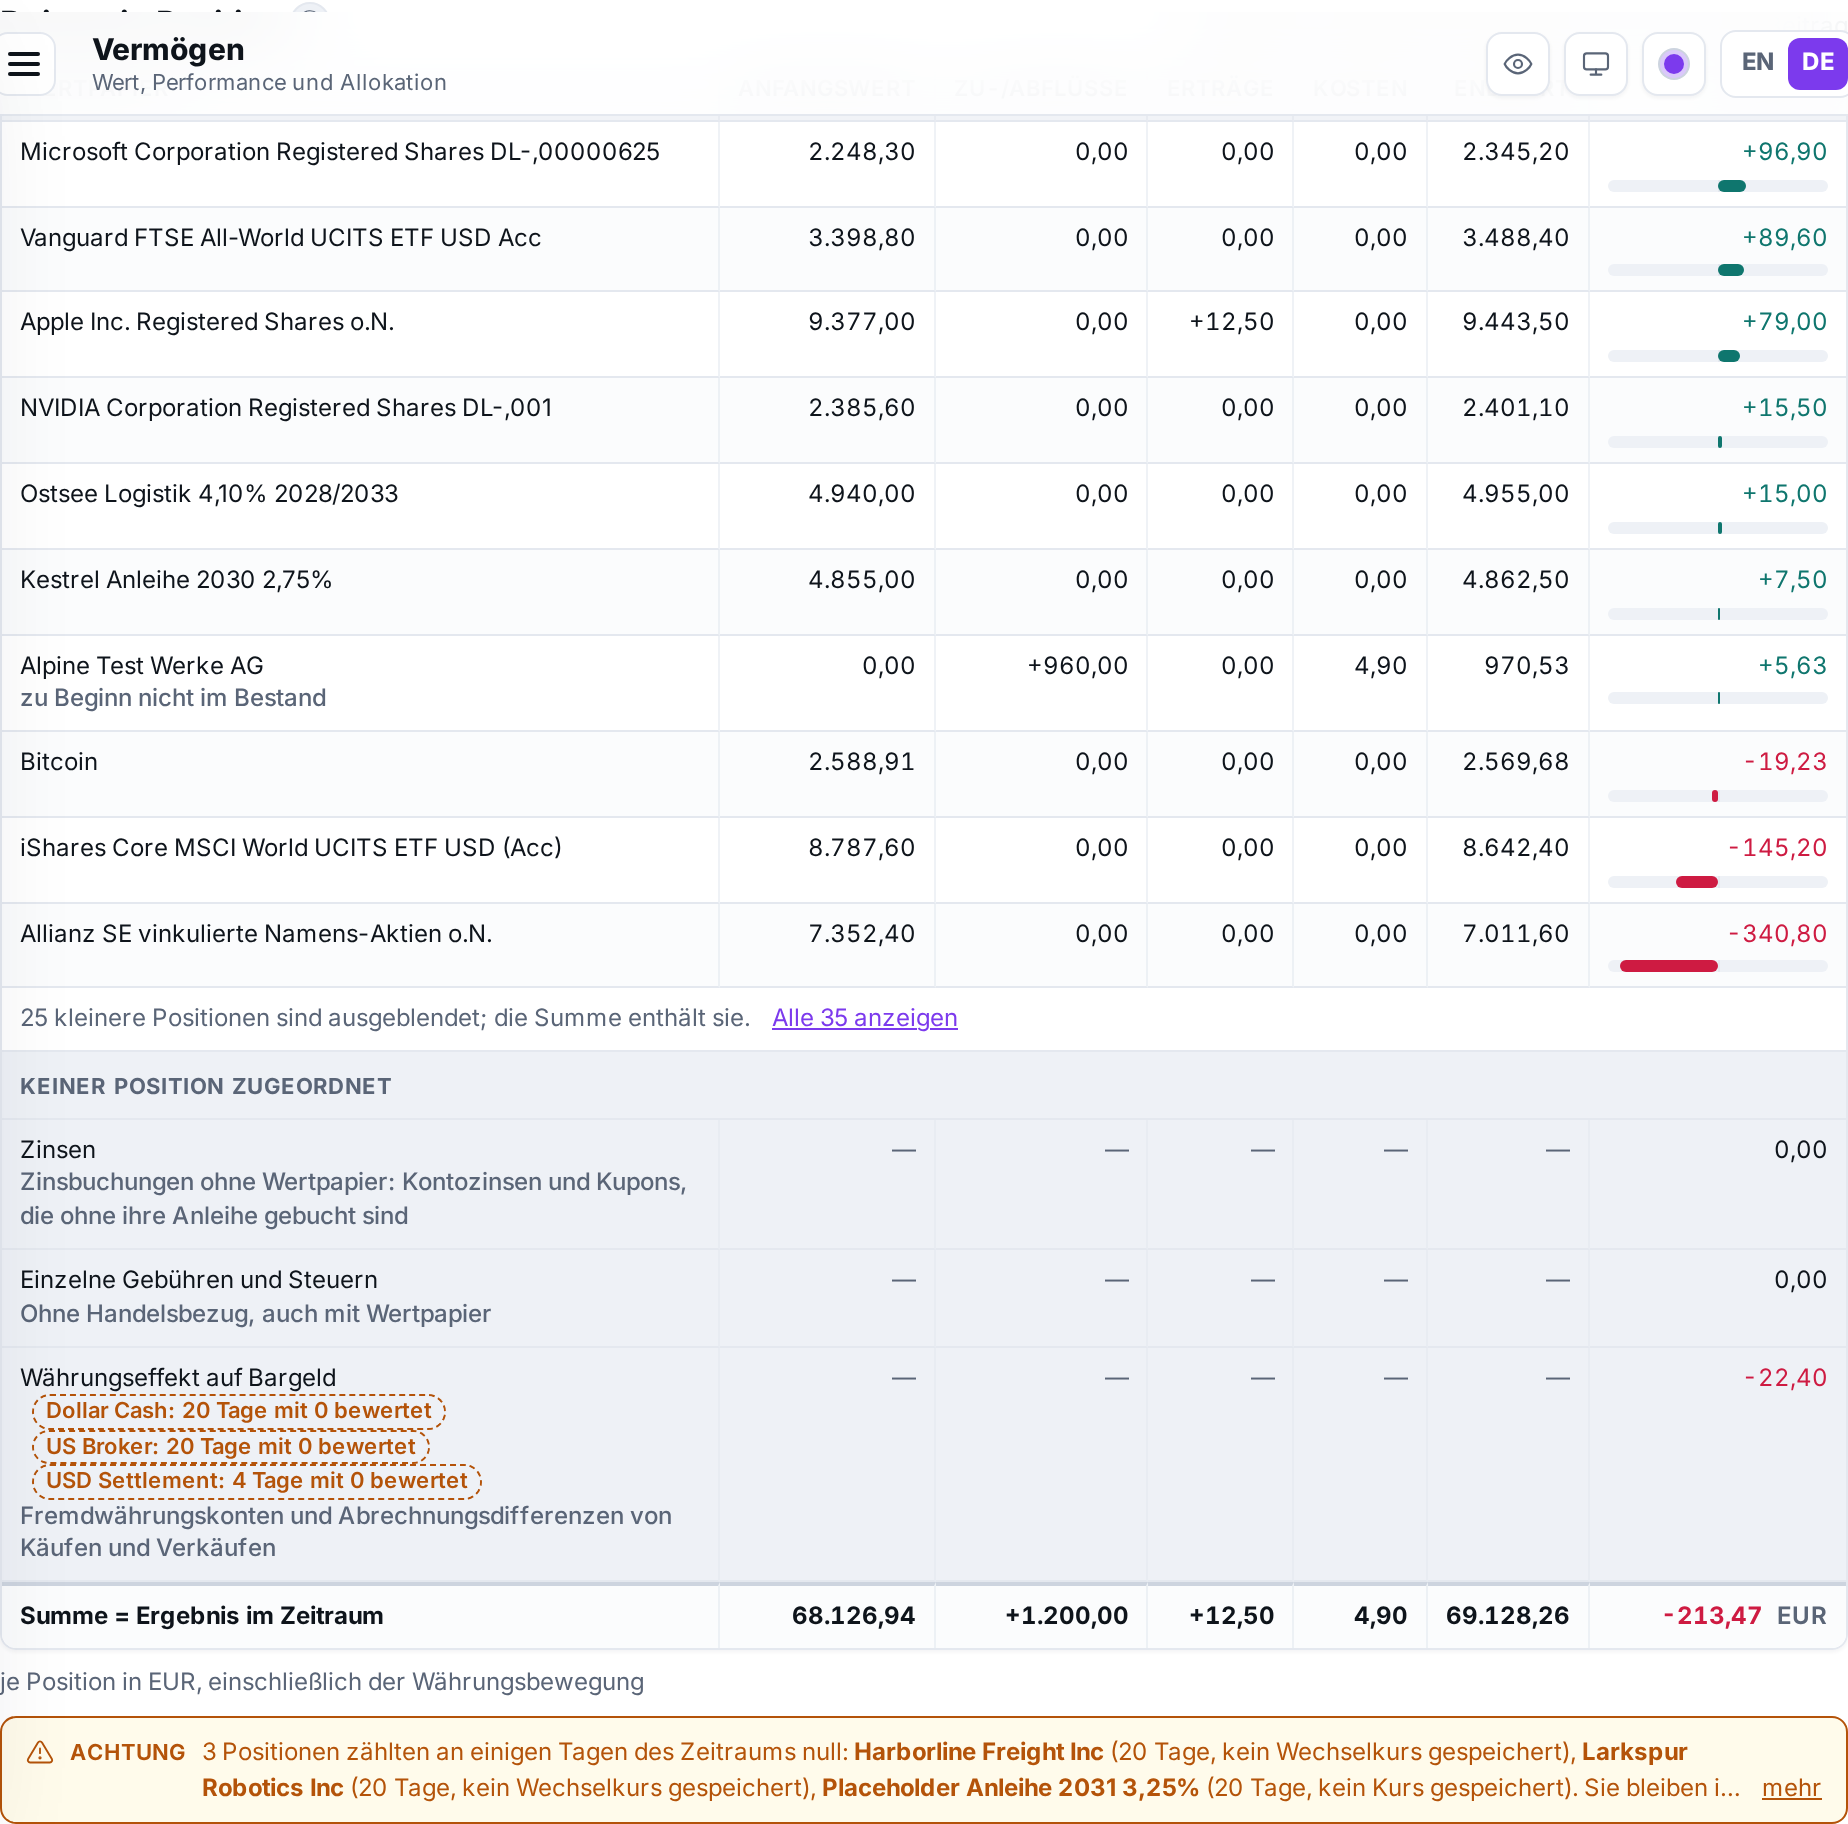 Vermögen
Wert, Performance und Allokation
EN DE
ANFANGSWERT ZU-/ABFLÜSSE ERTRÄGE KOSTEN
Microsoft Corporation Registered Shares DL-,00000625 2.248,30 0,00 0,00 0,00 2.345,20 +96,90
Vanguard FTSE All-World UCITS ETF USD Acc 3.398,80 0,00 0,00 0,00 3.488,40 +89,60
Apple Inc. Registered Shares o.N. 9.377,00 0,00 +12,50 0,00 9.443,50 +79,00
NVIDIA Corporation Registered Shares DL-,001 2.385,60 0,00 0,00 0,00 2.401,10 +15,50
Ostsee Logistik 4,10% 2028/2033 4.940,00 0,00 0,00 0,00 4.955,00 +15,00
Kestrel Anleihe 2030 2,75% 4.855,00 0,00 0,00 0,00 4.862,50 +7,50
Alpine Test Werke AG 0,00 +960,00 0,00 4,90 970,53 +5,63
zu Beginn nicht im Bestand
Bitcoin 2.588,91 0,00 0,00 0,00 2.569,68 -19,23
iShares Core MSCI World UCITS ETF USD (Acc) 8.787,60 0,00 0,00 0,00 8.642,40 -145,20
Allianz SE vinkulierte Namens-Aktien o.N. 7.352,40 0,00 0,00 0,00 7.011,60 -340,80
25 kleinere Positionen sind ausgeblendet; die Summe enthält sie. Alle 35 anzeigen
KEINER POSITION ZUGEORDNET
Zinsen — — — — — 0,00
Zinsbuchungen ohne Wertpapier: Kontozinsen und Kupons,
die ohne ihre Anleihe gebucht sind
Einzelne Gebühren und Steuern — — — — — 0,00
Ohne Handelsbezug, auch mit Wertpapier
Währungseffekt auf Bargeld — — — — — -22,40
Dollar Cash: 20 Tage mit 0 bewertet
US Broker: 20 Tage mit 0 bewertet
USD Settlement: 4 Tage mit 0 bewertet
Fremdwährungskonten und Abrechnungsdifferenzen von
Käufen und Verkäufen
Summe = Ergebnis im Zeitraum 68.126,94 +1.200,00 +12,50 4,90 69.128,26 -213,47 EUR
je Position in EUR, einschließlich der Währungsbewegung
ACHTUNG 3 Positionen zählten an einigen Tagen des Zeitraums null: Harborline Freight Inc (20 Tage, kein Wechselkurs gespeichert), Larkspur
Robotics Inc (20 Tage, kein Wechselkurs gespeichert), Placeholder Anleihe 2031 3,25% (20 Tage, kein Kurs gespeichert). Sie bleiben i... mehr